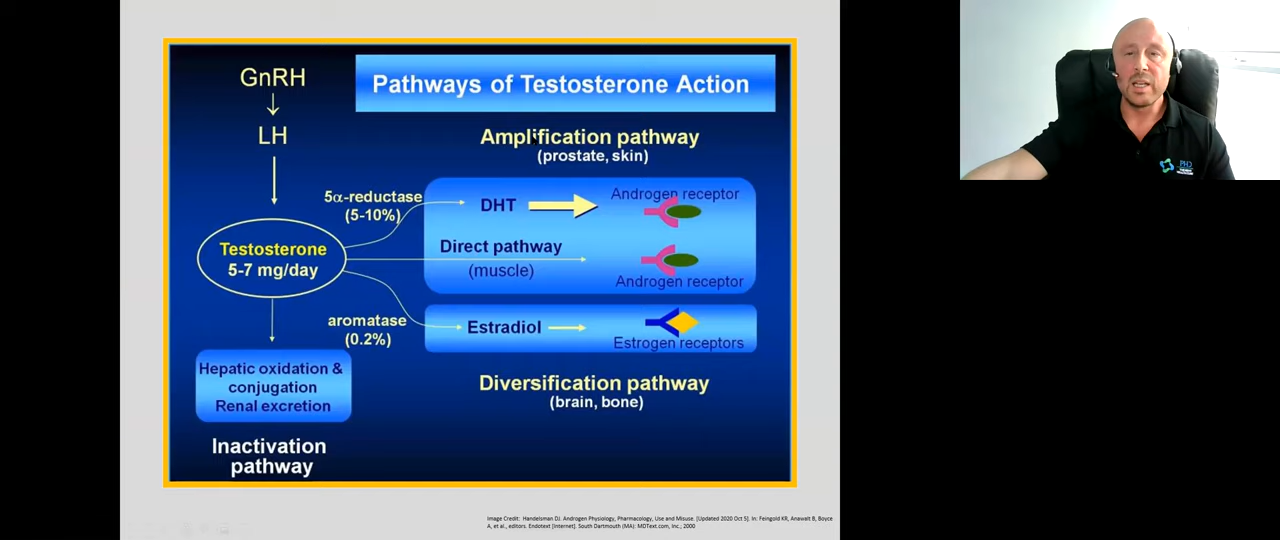 GnRH
Pathways of Testosterone Action
LH
Amplification pathway
(prostate, skin)
5α-reductase
(5-10%)
DHT
Androgen receptor
Testosterone
5-7 mg/day
Direct pathway
(muscle)
Androgen receptor
aromatase
(0.2%)
Estradiol
Estrogen receptors
Hepatic oxidation &
conjugation
Renal excretion
Diversification pathway
(brain, bone)
Inactivation
pathway
Image Credit: Handelsman DJ. Androgen Physiology, Pharmacology, Use and Misuse. [Updated 2020 Oct 5]. In: Feingold KR, Anawalt B, Boyce
A, et al., editors. Endotext [Internet]. South Dartmouth (MA): MDText.com, Inc.; 2000
PHD